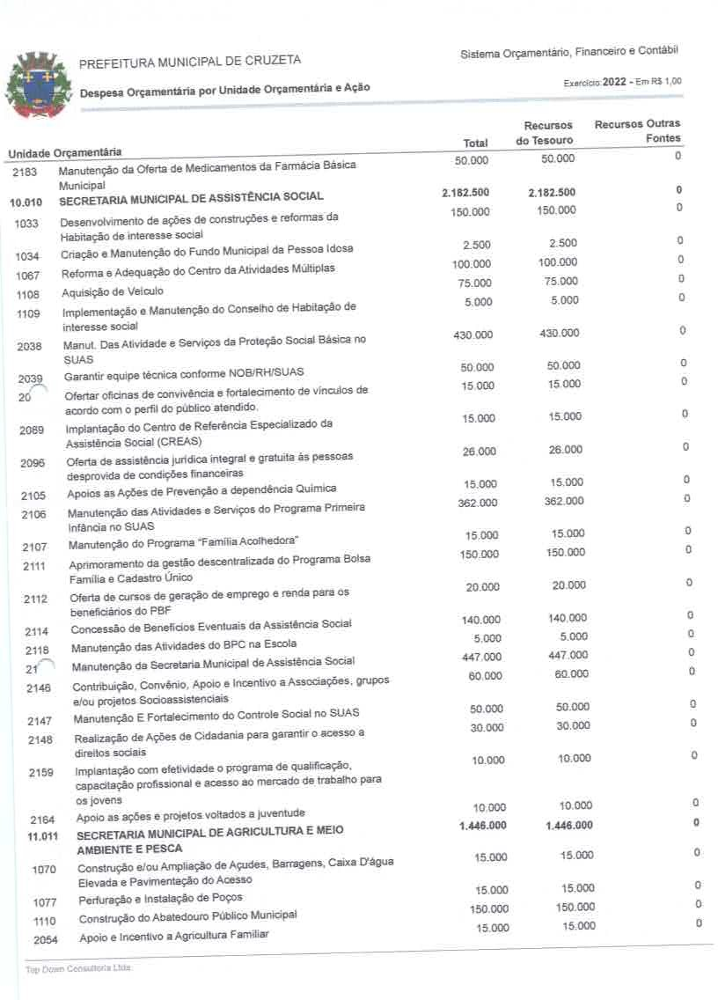 PREFEITURA MUNICIPAL DE CRUZETA
Sistema Orçamentário, Financeiro e Contábil
Despesa Orçamentária por Unidade Orçamentária e Ação
Exercício: 2022 - Em R$ 1,00
Unidade Orçamentária Total Recursos do Tesouro Recursos Outras Fontes
2183 Manutenção da Oferta de Medicamentos da Farmácia Básica 50.000 50.000 0
Municipal
10.010 SECRETARIA MUNICIPAL DE ASSISTÊNCIA SOCIAL 2.182.500 2.182.500 0
1033 Desenvolvimento de ações de construções e reformas da 150.000 150.000 0
Habitação de interesse social
1034 Criação e Manutenção do Fundo Municipal da Pessoa Idosa 2.500 2.500 0
1067 Reforma e Adequação do Centro da Atividades Múltiplas 100.000 100.000 0
1108 Aquisição de Veículo 75.000 75.000 0
1109 Implementação e Manutenção do Conselho de Habitação de 5.000 5.000 0
interesse social
2038 Manut. Das Atividade e Serviços da Proteção Social Básica no 430.000 430.000 0
SUAS
2039 Garantir equipe técnica conforme NOB/RH/SUAS 50.000 50.000 0
20 Ofertar oficinas de convivência e fortalecimento de vínculos de 15.000 15.000 0
acordo com o perfil do público atendido.
2089 Implantação do Centro de Referência Especializado da 15.000 15.000 0
Assistência Social (CREAS)
2096 Oferta de assistência jurídica integral e gratuita às pessoas 26.000 26.000 0
desprovida de condições financeiras
2105 Apoios as Ações de Prevenção a dependência Química 15.000 15.000 0
2106 Manutenção das Atividades e Serviços do Programa Primeira 362.000 362.000 0
Infância no SUAS
2107 Manutenção do Programa "Família Acolhedora" 15.000 15.000 0
2111 Aprimoramento da gestão descentralizada do Programa Bolsa 150.000 150.000 0
Família e Cadastro Único
2112 Oferta de cursos de geração de emprego e renda para os 20.000 20.000 0
beneficiários do PBF
2114 Concessão de Benefícios Eventuais da Assistência Social 140.000 140.000 0
2118 Manutenção das Atividades do BPC na Escola 5.000 5.000 0
21 Manutenção da Secretaria Municipal de Assistência Social 447.000 447.000 0
2146 Contribuição, Convênio, Apoio e Incentivo a Associações, grupos 60.000 60.000 0
e/ou projetos Socioassistenciais
2147 Manutenção E Fortalecimento do Controle Social no SUAS 50.000 50.000 0
2148 Realização de Ações de Cidadania para garantir o acesso a 30.000 30.000 0
direitos sociais
2159 Implantação com efetividade o programa de qualificação, 10.000 10.000 0
capacitação profissional e acesso ao mercado de trabalho para
os jovens
2164 Apoio as ações e projetos voltados a juventude 10.000 10.000 0
11.011 SECRETARIA MUNICIPAL DE AGRICULTURA E MEIO 1.446.000 1.446.000 0
AMBIENTE E PESCA
1070 Construção e/ou Ampliação de Açudes, Barragens, Caixa D'água 15.000 15.000 0
Elevada e Pavimentação do Acesso
1077 Perfuração e Instalação de Poços 15.000 15.000 0
1110 Construção do Abatedouro Público Municipal 150.000 150.000 0
2054 Apoio e Incentivo a Agricultura Familiar 15.000 15.000 0
Top Down Consultoria Ltda